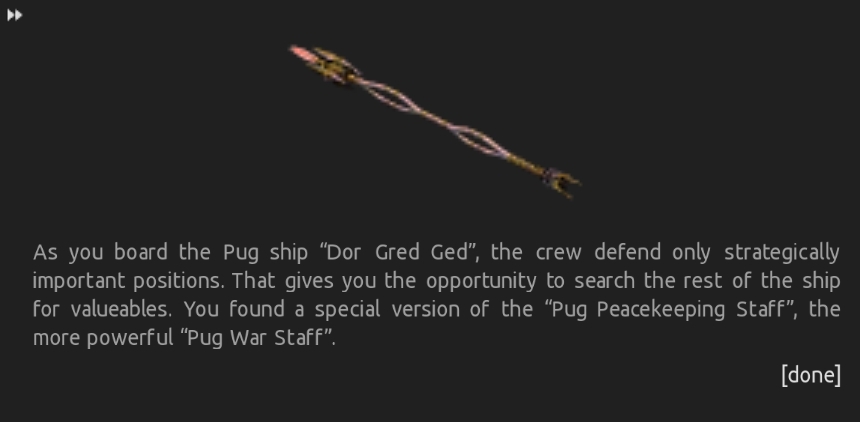 As you board the Pug ship “Dor Gred Ged”, the crew defend only strategically
important positions. That gives you the opportunity to search the rest of the ship
for valueables. You found a special version of the “Pug Peacekeeping Staff”, the
more powerful “Pug War Staff”.
[done]